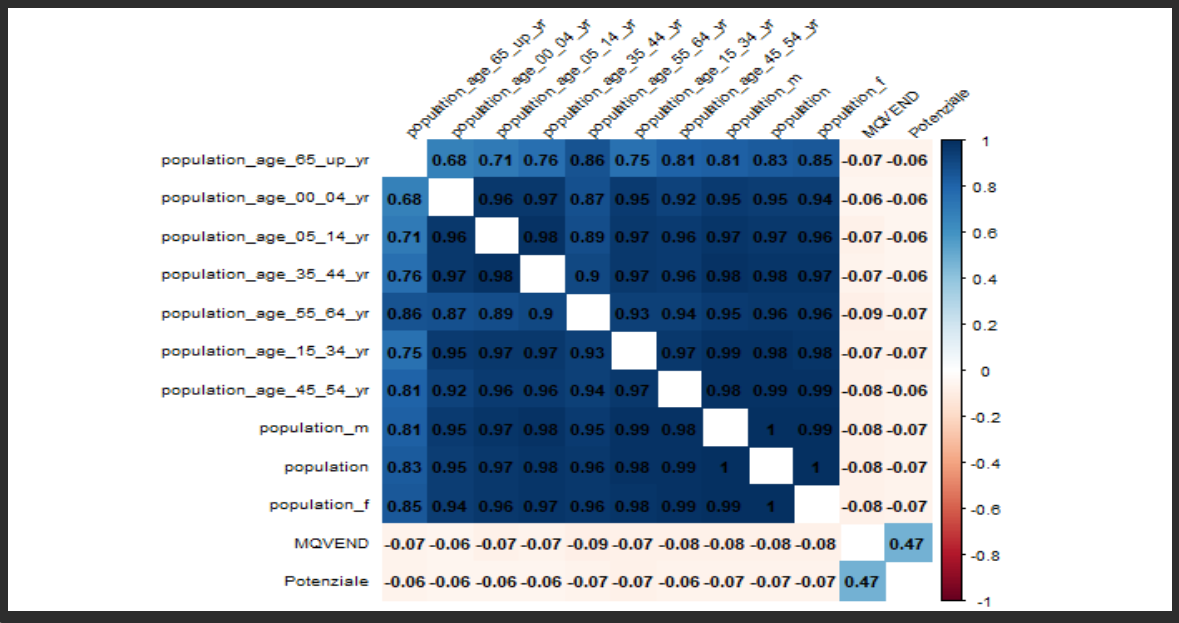 population_age_65_up_yr
population_age_00_04_yr
population_age_05_14_yr
population_age_35_44_yr
population_age_55_64_yr
population_age_15_34_yr
population_age_45_54_yr
population_m
population
population_f
MQVEND
Potenziale
population_age_65_up_yr 0.68 0.71 0.76 0.86 0.75 0.81 0.81 0.83 0.85 -0.07 -0.06
population_age_00_04_yr 0.68 0.96 0.97 0.87 0.95 0.92 0.95 0.95 0.94 -0.06 -0.06
population_age_05_14_yr 0.71 0.96 0.98 0.89 0.97 0.96 0.97 0.97 0.96 -0.07 -0.06
population_age_35_44_yr 0.76 0.97 0.98 0.9 0.97 0.96 0.98 0.98 0.97 -0.07 -0.06
population_age_55_64_yr 0.86 0.87 0.89 0.9 0.93 0.94 0.95 0.96 0.96 -0.09 -0.07
population_age_15_34_yr 0.75 0.95 0.97 0.97 0.93 0.97 0.99 0.98 0.98 -0.07 -0.07
population_age_45_54_yr 0.81 0.92 0.96 0.96 0.94 0.97 0.98 0.99 0.99 -0.08 -0.06
population_m 0.81 0.95 0.97 0.98 0.95 0.99 0.98 1 0.99 -0.08 -0.07
population 0.83 0.95 0.97 0.98 0.96 0.98 0.99 1 1 -0.08 -0.07
population_f 0.85 0.94 0.96 0.97 0.96 0.98 0.99 0.99 1 -0.08 -0.07
MQVEND -0.07 -0.06 -0.07 -0.07 -0.09 -0.07 -0.08 -0.08 -0.08 -0.08 0.47
Potenziale -0.06 -0.06 -0.06 -0.06 -0.07 -0.07 -0.06 -0.07 -0.07 -0.07 0.47
1
0.8
0.6
0.4
0.2
0
-0.2
-0.4
-0.6
-0.8
-1